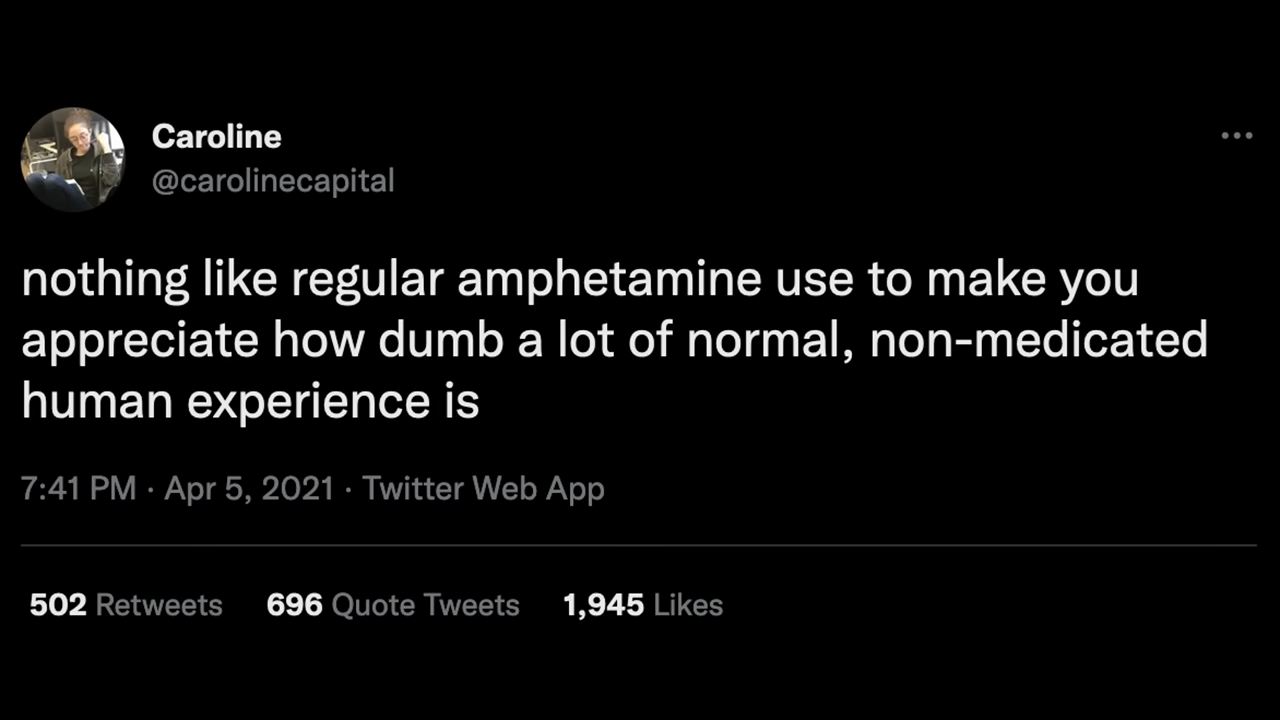 Caroline
@carolinecapital
nothing like regular amphetamine use to make you
appreciate how dumb a lot of normal, non-medicated
human experience is
7:41 PM · Apr 5, 2021 · Twitter Web App
502 Retweets 696 Quote Tweets 1,945 Likes